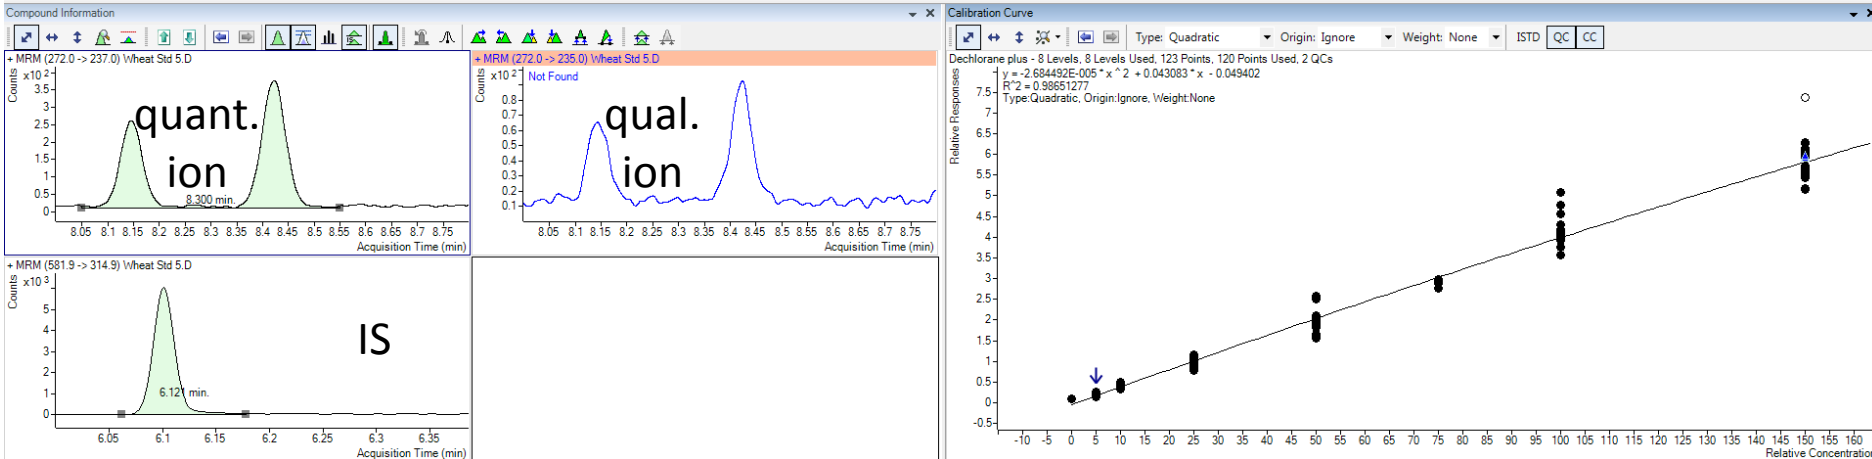 Compound Information
+ MRM (272.0 -> 237.0) Wheat Std 5.D
Counts
x10 2
3.5
3
2.5
2
1.5
1
0.5
0
quant.
ion
8.300 min.
8.05 8.1 8.15 8.2 8.25 8.3 8.35 8.4 8.45 8.5 8.55 8.6 8.65 8.7 8.75
Acquisition Time (min)
+ MRM (272.0 -> 235.0) Wheat Std 5.D
Counts
x10 2
Not Found
0.8
0.7
0.6
0.5
0.4
0.3
0.2
0.1
qual.
ion
8.05 8.1 8.15 8.2 8.25 8.3 8.35 8.4 8.45 8.5 8.55 8.6 8.65 8.7 8.75
Acquisition Time (min)
+ MRM (581.9 -> 314.9) Wheat Std 5.D
Counts
x10 3
5
4
3
2
1
0
IS
6.121 min.
6.05 6.1 6.15 6.2 6.25 6.3 6.35
Acquisition Time (min)
Calibration Curve
Type: Quadratic Origin: Ignore Weight: None ISTD QC CC
Dechlorane plus - 8 Levels, 8 Levels Used, 123 Points, 120 Points Used, 2 QCs
Relative Responses
y = -2.684492E-005 * x ^ 2 + 0.043083 * x - 0.049402
R^2 = 0.98651277
Type:Quadratic, Origin:Ignore, Weight:None
7.5
7
6.5
6
5.5
5
4.5
4
3.5
3
2.5
2
1.5
1
0.5
0
-0.5
-10 -5 0 5 10 15 20 25 30 35 40 45 50 55 60 65 70 75 80 85 90 95 100 105 110 115 120 125 130 135 140 145 150 155 160
Relative Concentration